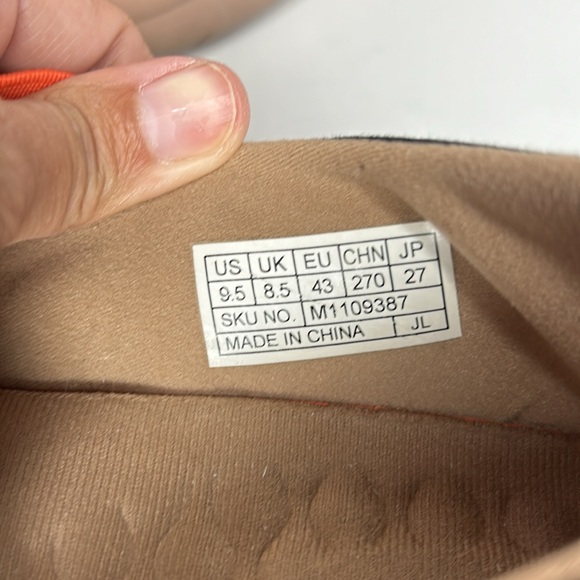 US UK EU CHN JP
9.5 8.5 43 270 27
SKU NO. M1109387
MADE IN CHINA JL